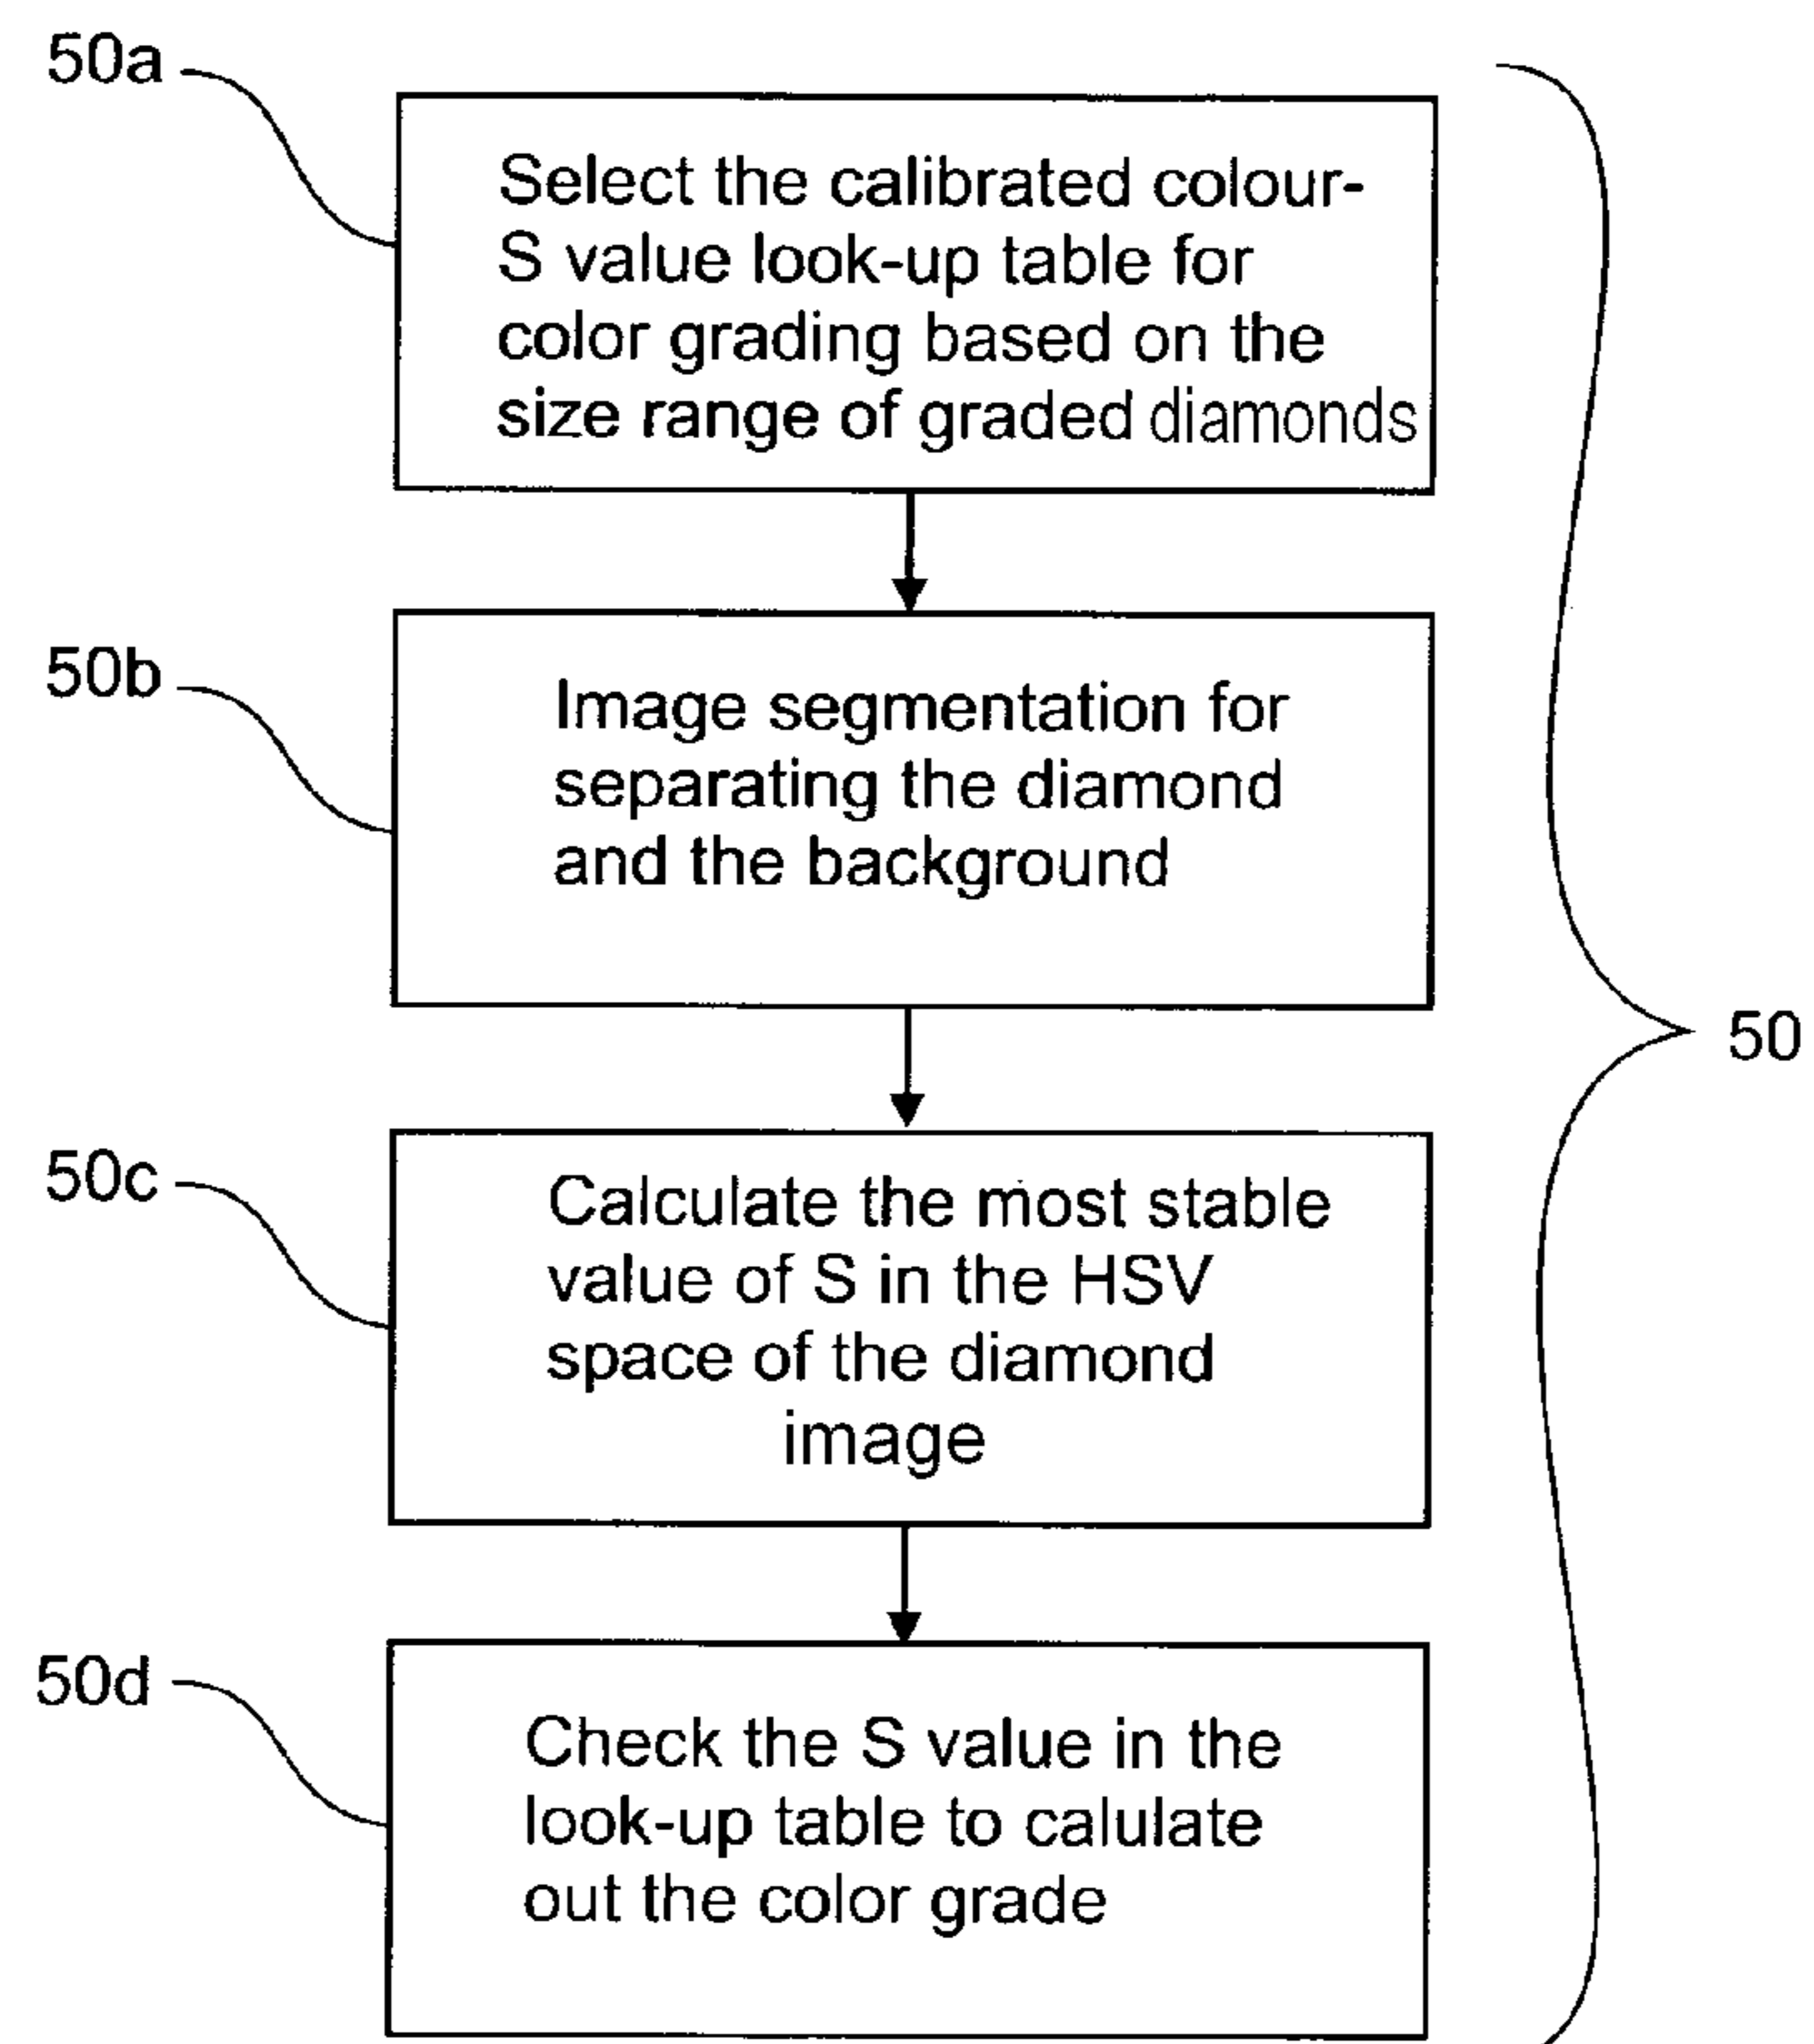 50a
Select the calibrated colour-
S value look-up table for
color grading based on the
size range of graded diamonds
50b
Image segmentation for
separating the diamond
and the background
50
50c
Calculate the most stable
value of S in the HSV
space of the diamond
image
50d
Check the S value in the
look-up table to calulate
out the color grade